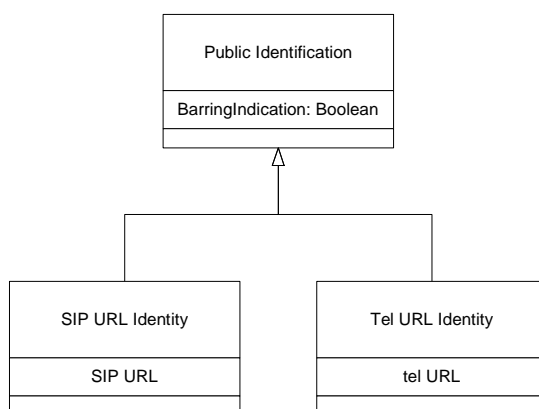 Public Identification
BarringIndication: Boolean
SIP URL Identity
SIP URL
Tel URL Identity
tel URL